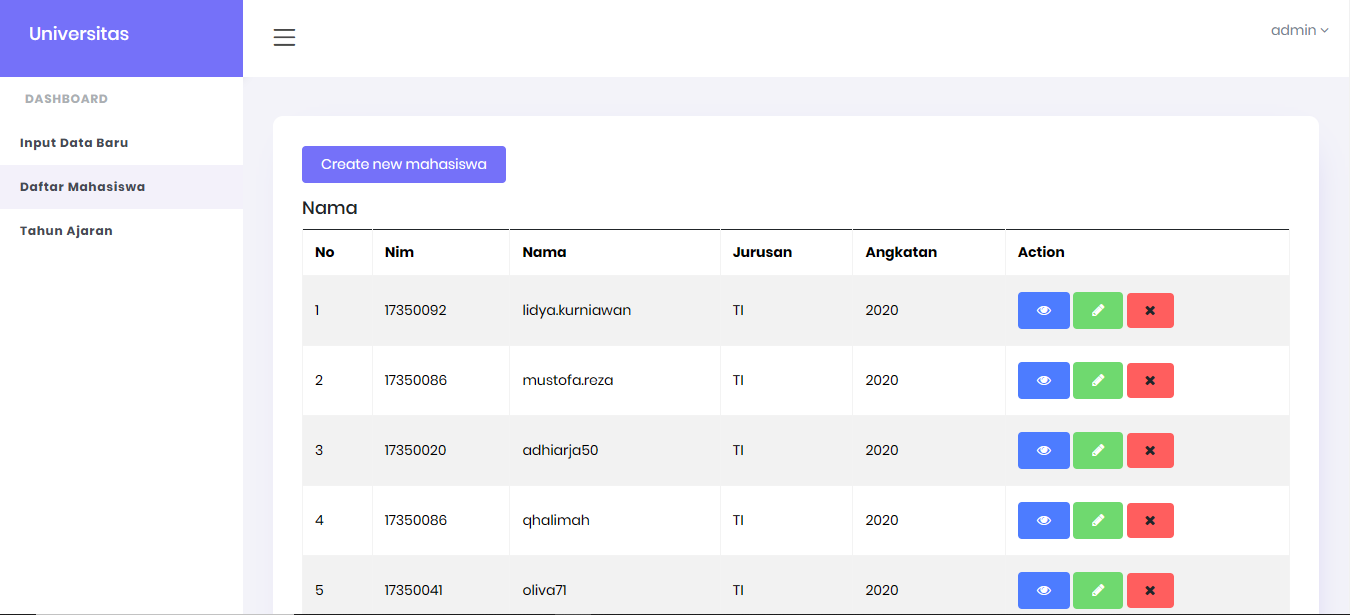 Universitas
admin
DASHBOARD
Input Data Baru
Daftar Mahasiswa
Tahun Ajaran
Create new mahasiswa
Nama
No Nim Nama Jurusan Angkatan Action
1 17350092 lidya.kurniawan TI 2020
2 17350086 mustofa.reza TI 2020
3 17350020 adhiarja50 TI 2020
4 17350086 qhalimah TI 2020
5 17350041 oliva71 TI 2020